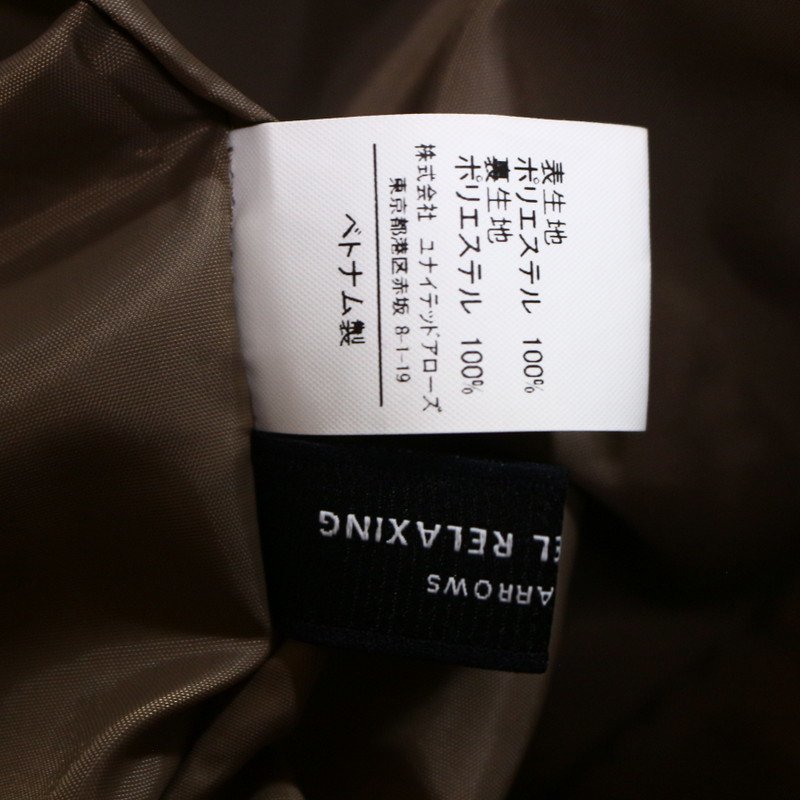 表生地
ポリエステル 100%
裏生地
ポリエステル 100%
株式会社 ユナイテッドアローズ
東京都港区赤坂 8-1-19
ベトナム製
EL RELAXING
ARROWS